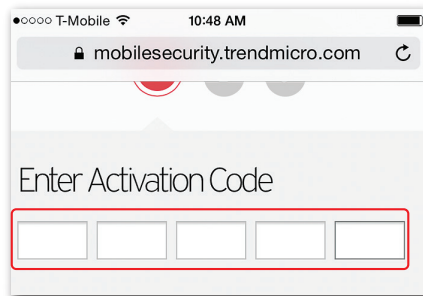 T-Mobile 10:48 AM
mobilesecurity.trendmicro.com
Enter Activation Code